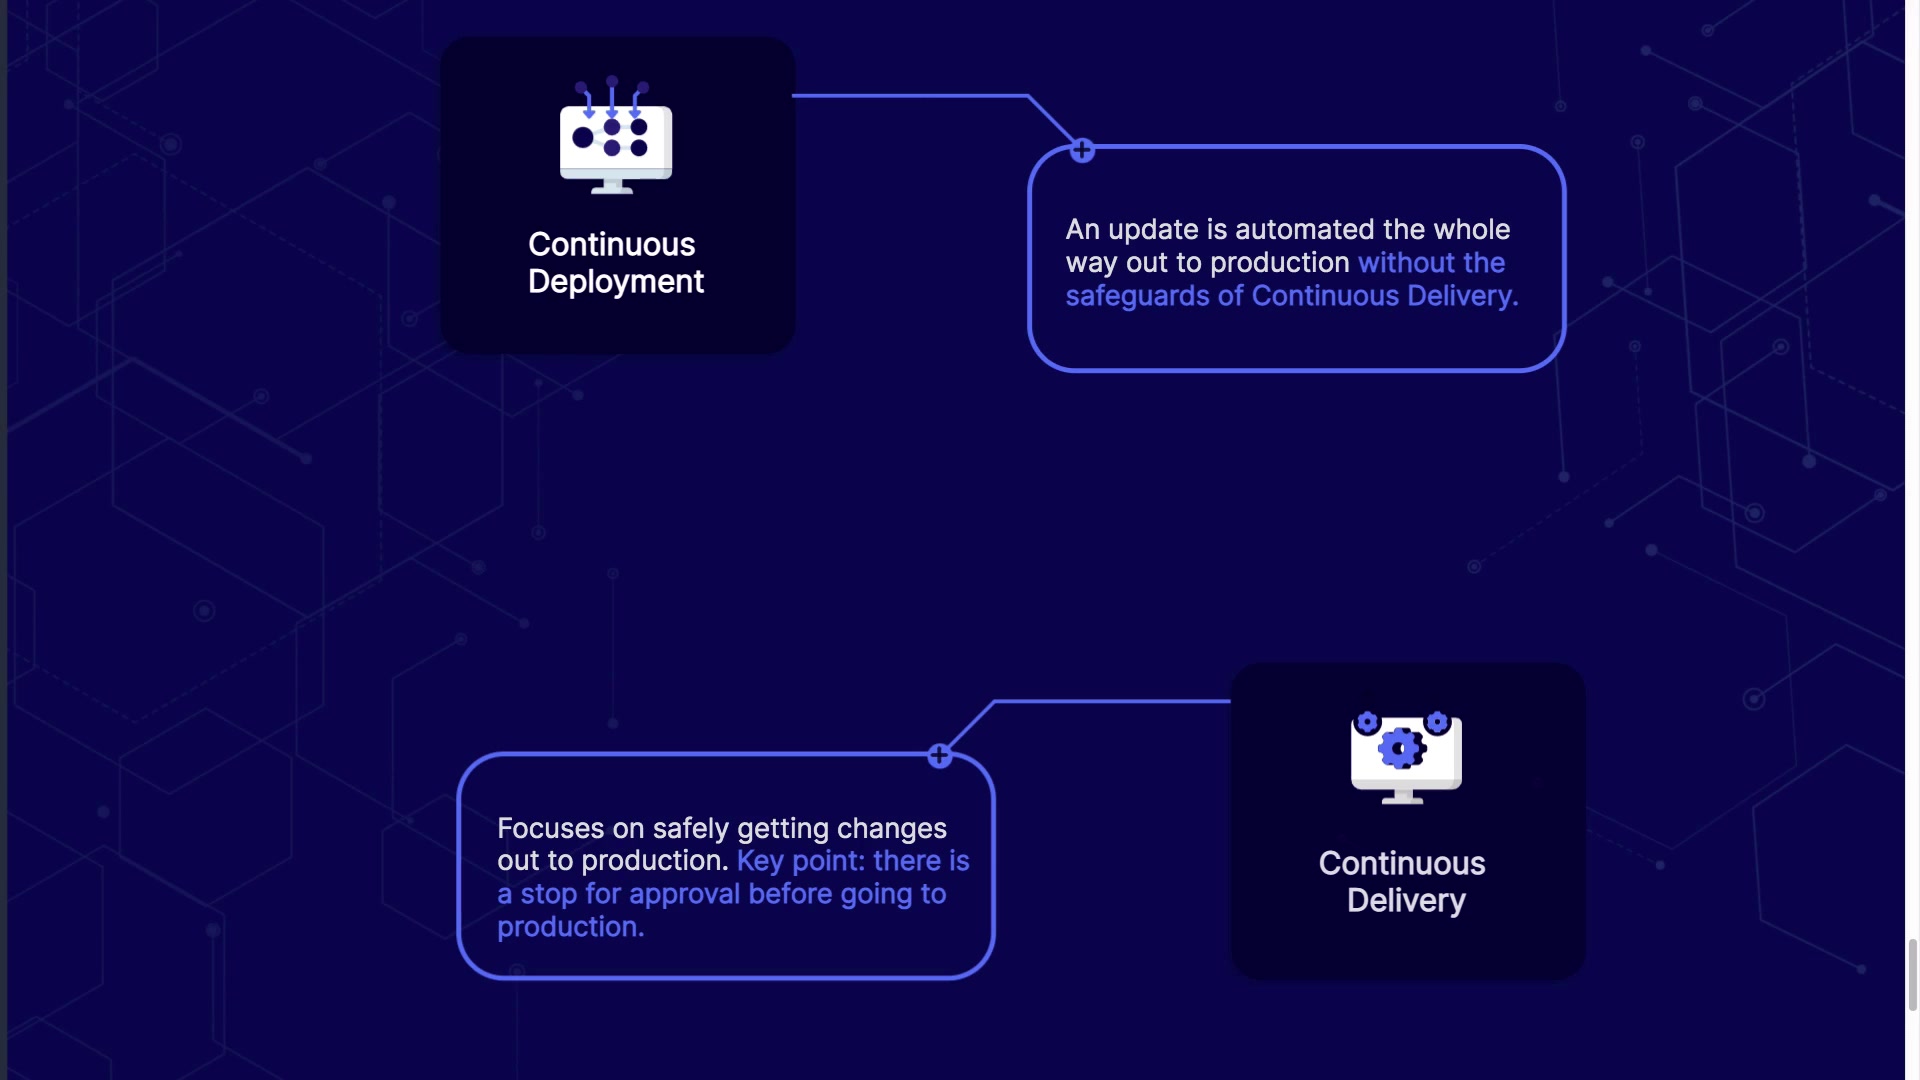 Continuous
Deployment
An update is automated the whole
way out to production without the
safeguards of Continuous Delivery.
Focuses on safely getting changes
out to production. Key point: there is
a stop for approval before going to
production.
Continuous
Delivery